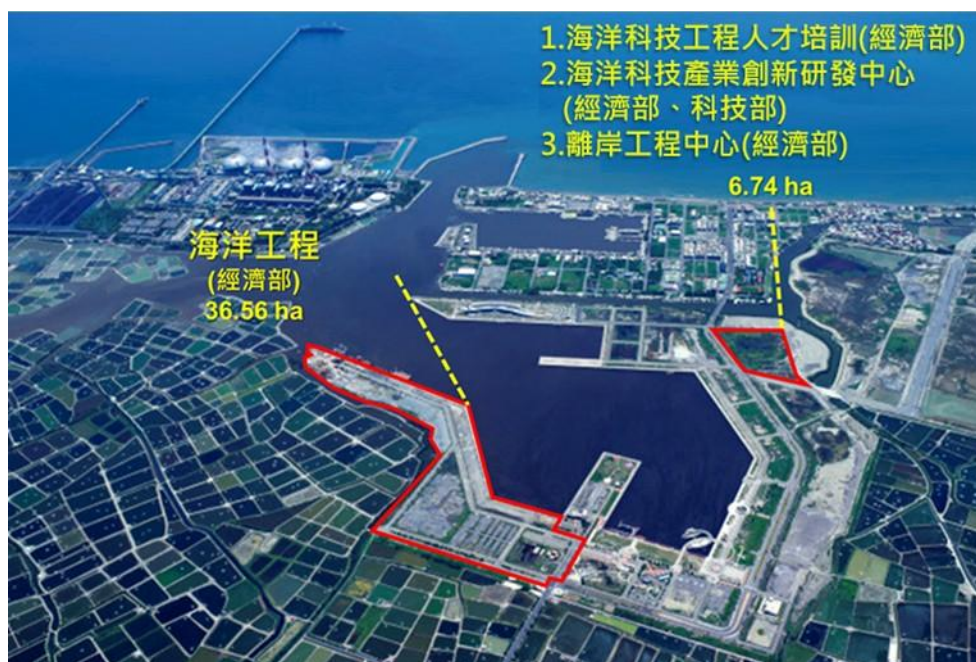 1.海洋科技工程人才培訓(經濟部)
2.海洋科技產業創新研發中心
(經濟部、科技部)
3.離岸工程中心(經濟部)
6.74 ha
海洋工程
(經濟部)
36.56 ha